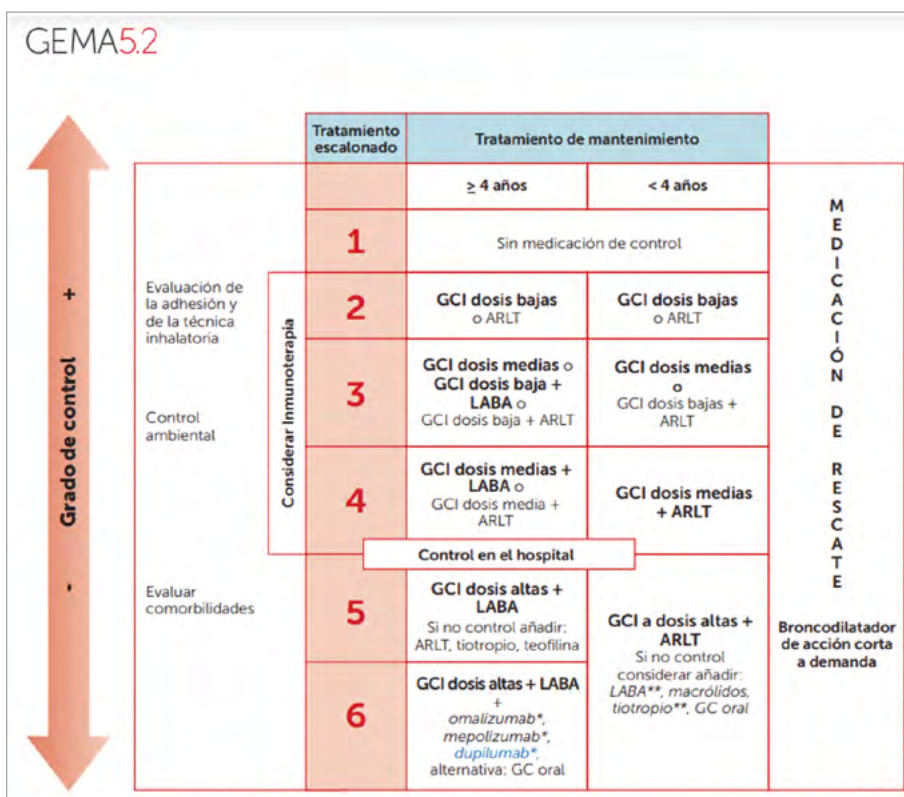 GEMA5.2
Tratamiento
escalonado
Tratamiento de mantenimiento
≥ 4 años
< 4 años
1
Sin medicación de control
2
GCI dosis bajas
o ARLT
GCI dosis bajas
o ARLT
3
GCI dosis medias o
GCI dosis baja +
LABA o
GCI dosis baja + ARLT
GCI dosis medias
o
GCI dosis bajas +
ARLT
4
GCI dosis medias +
LABA o
GCI dosis media +
ARLT
GCI dosis medias
+ ARLT
Control en el hospital
5
GCI dosis altas +
LABA
Si no control añadir:
ARLT, tiotropio, teofilina
GCI a dosis altas +
ARLT
Si no control
considerar añadir:
LABA**, macrólidos,
tiotropio**, GC oral
6
GCI dosis altas + LABA
+
omalizumab*,
mepolizumab*,
dupilumab*,
alternativa: GC oral
+
Grado de control
-
Evaluación de
la adhesión y
de la técnica
inhalatoria
Control
ambiental
Evaluar
comorbilidades
Considerar Inmunoterapia
MEDICACIÓN DE RESCATE
Broncodilatador
de acción corta
a demanda